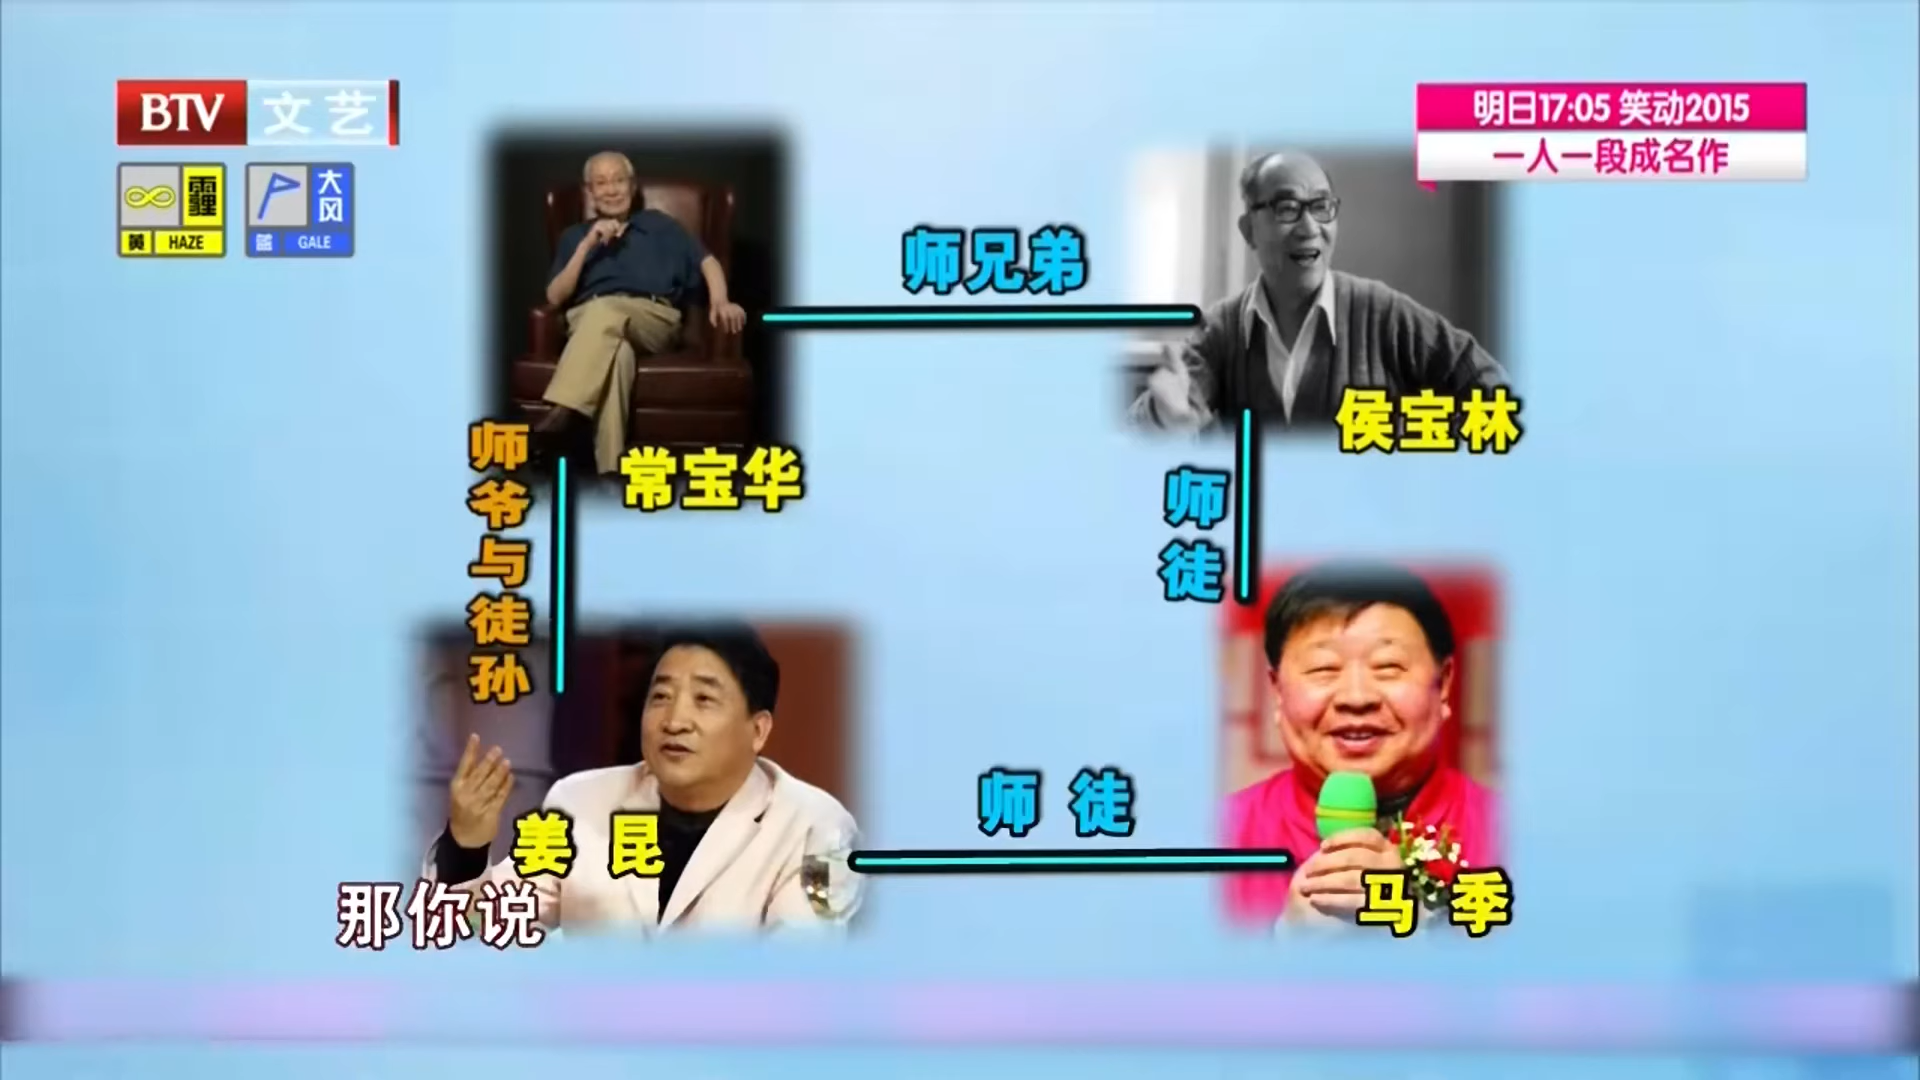 BTV 文艺
明日17:05 笑动2015
一人一段成名作
霾
黄 HAZE
大风
蓝 GALE
师兄弟
常宝华
侯宝林
师爷与徒孙
师徒
姜昆
师徒
马季
那你说